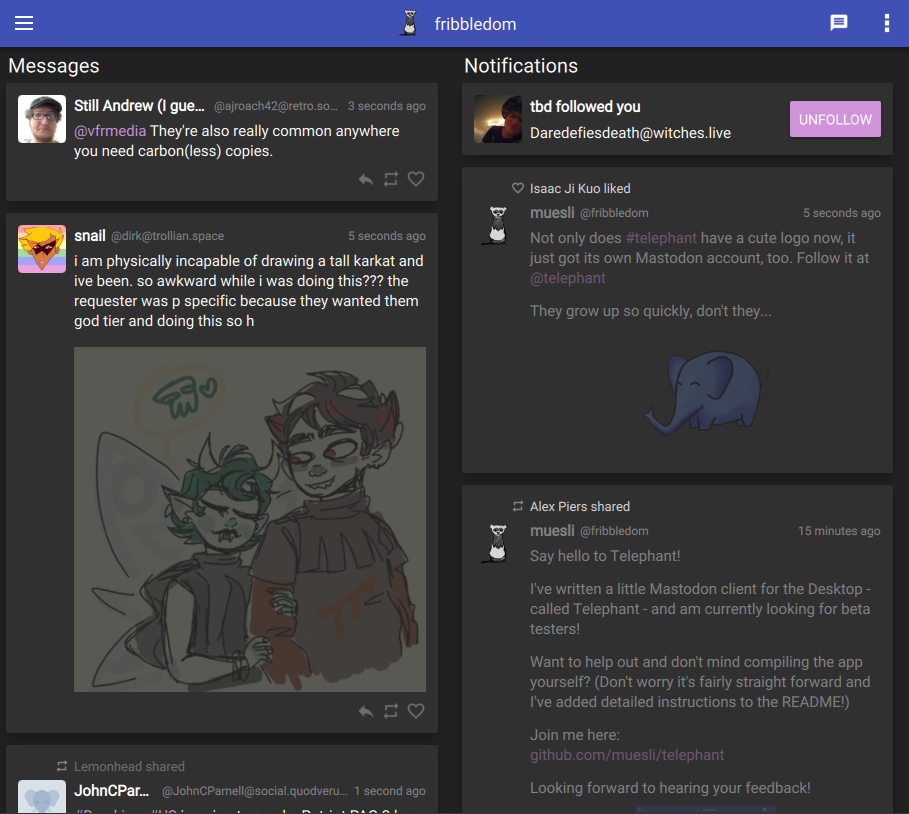 fribbledom
Messages
Still Andrew (I gue... @ajroach42@retro.so... 3 seconds ago
@vfrmedia They're also really common anywhere
you need carbon(less) copies.
snail @dirk@trollian.space 5 seconds ago
i am physically incapable of drawing a tall karkat and
ive been. so awkward while i was doing this??? the
requester was p specific because they wanted them
god tier and doing this so h
Lemonhead shared
JohnCPar... @JohnCParnell@social.quodveru... 1 second ago
Notifications
tbd followed you
Daredefiesdeath@witches.live
UNFOLLOW
Isaac Ji Kuo liked
muesli @fribbledom 5 seconds ago
Not only does #telephant have a cute logo now, it
just got its own Mastodon account, too. Follow it at
@telephant
They grow up so quickly, don't they...
Alex Piers shared
muesli @fribbledom 15 minutes ago
Say hello to Telephant!
I've written a little Mastodon client for the Desktop -
called Telephant - and am currently looking for beta
testers!
Want to help out and don't mind compiling the app
yourself? (Don't worry it's fairly straight forward and
I've added detailed instructions to the README!)
Join me here:
github.com/muesli/telephant
Looking forward to hearing your feedback!